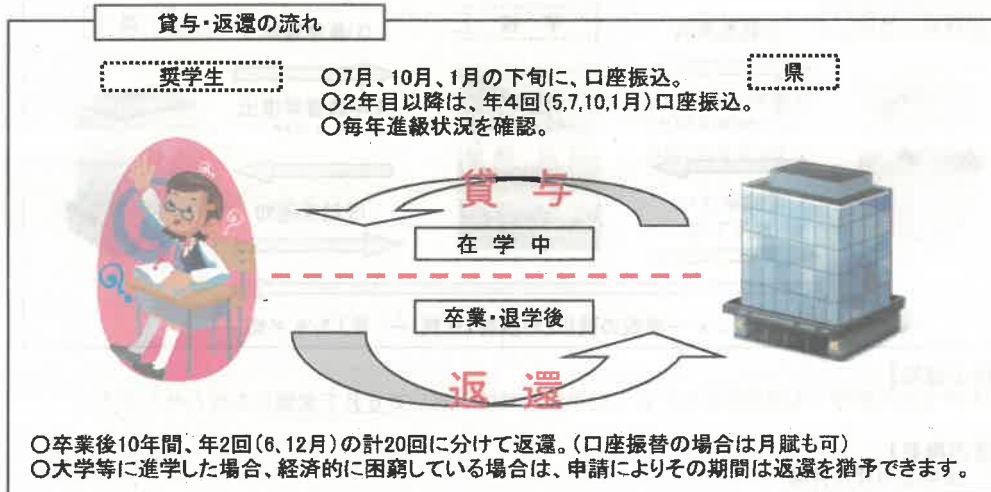 貸与・返還の流れ
奨学生
県
○7月、10月、1月の下旬に、口座振込。
○2年目以降は、年4回(5,7,10,1月)口座振込。
○毎年進級状況を確認。
貸与
在学中
卒業・退学後
返還
○卒業後10年間、年2回(6、12月)の計20回に分けて返還。(口座振替の場合は月賦も可)
○大学等に進学した場合、経済的に困窮している場合は、申請によりその期間は返還を猶予できます。